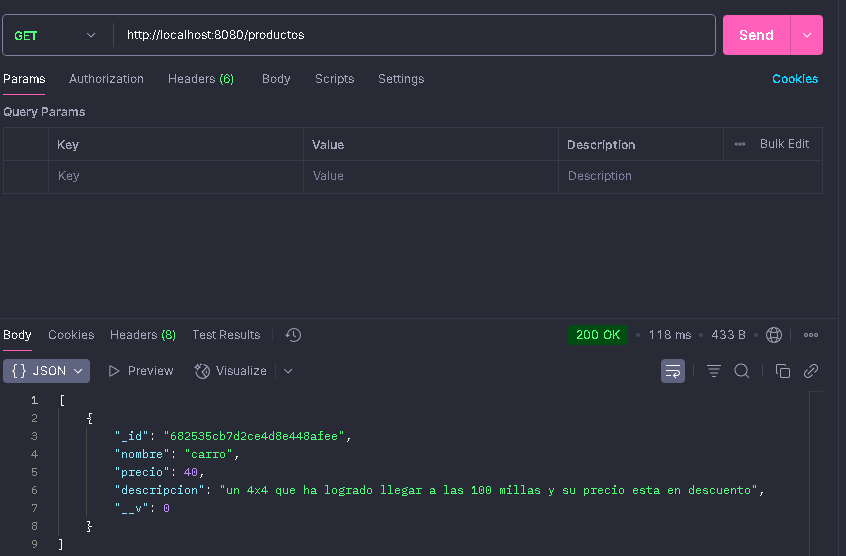 GET http://localhost:8080/productos Send
Params Authorization Headers (6) Body Scripts Settings Cookies
Query Params
Key Value Description ••• Bulk Edit
Key Value Description
Body Cookies Headers (8) Test Results 200 OK • 118 ms • 433 B • •••
{} JSON Preview Visualize
1 [
2 {
3 "_id": "682535cb7d2ce4d8e448afee",
4 "nombre": "carro",
5 "precio": 40,
6 "descripcion": "un 4x4 que ha logrado llegar a las 100 millas y su precio esta en descuento",
7 "__v": 0
8 }
9 ]